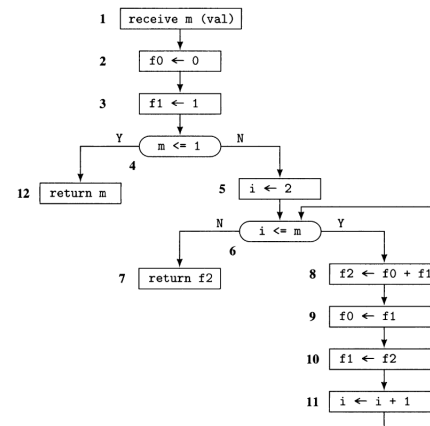 1 receive m (val)
2 f0 ← 0
3 f1 ← 1
Y m <= 1 N
4
12 return m
5 i ← 2
N i <= m Y
6
7 return f2
8 f2 ← f0 + f1
9 f0 ← f1
10 f1 ← f2
11 i ← i + 1